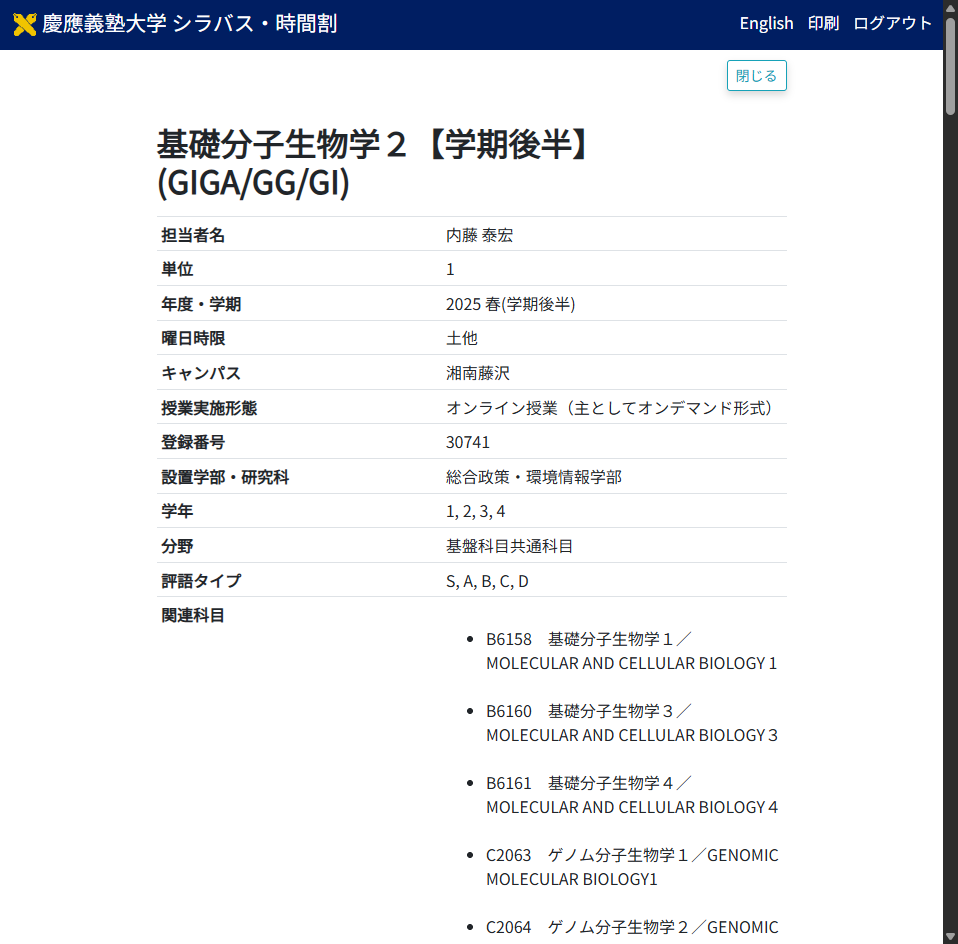 慶應義塾大学 シラバス・時間割
English 印刷 ログアウト
閉じる
基礎分子生物学２【学期後半】
(GIGA/GG/GI)
担当者名 内藤 泰宏
単位 1
年度・学期 2025 春(学期後半)
曜日時限 土他
キャンパス 湘南藤沢
授業実施形態 オンライン授業（主としてオンデマンド形式）
登録番号 30741
設置学部・研究科 総合政策・環境情報学部
学年 1, 2, 3, 4
分野 基盤科目共通科目
評語タイプ S, A, B, C, D
関連科目
• B6158　基礎分子生物学１／
MOLECULAR AND CELLULAR BIOLOGY 1
• B6160　基礎分子生物学３／
MOLECULAR AND CELLULAR BIOLOGY３
• B6161　基礎分子生物学４／
MOLECULAR AND CELLULAR BIOLOGY４
• C2063　ゲノム分子生物学１／GENOMIC
MOLECULAR BIOLOGY1
• C2064　ゲノム分子生物学２／GENOMIC